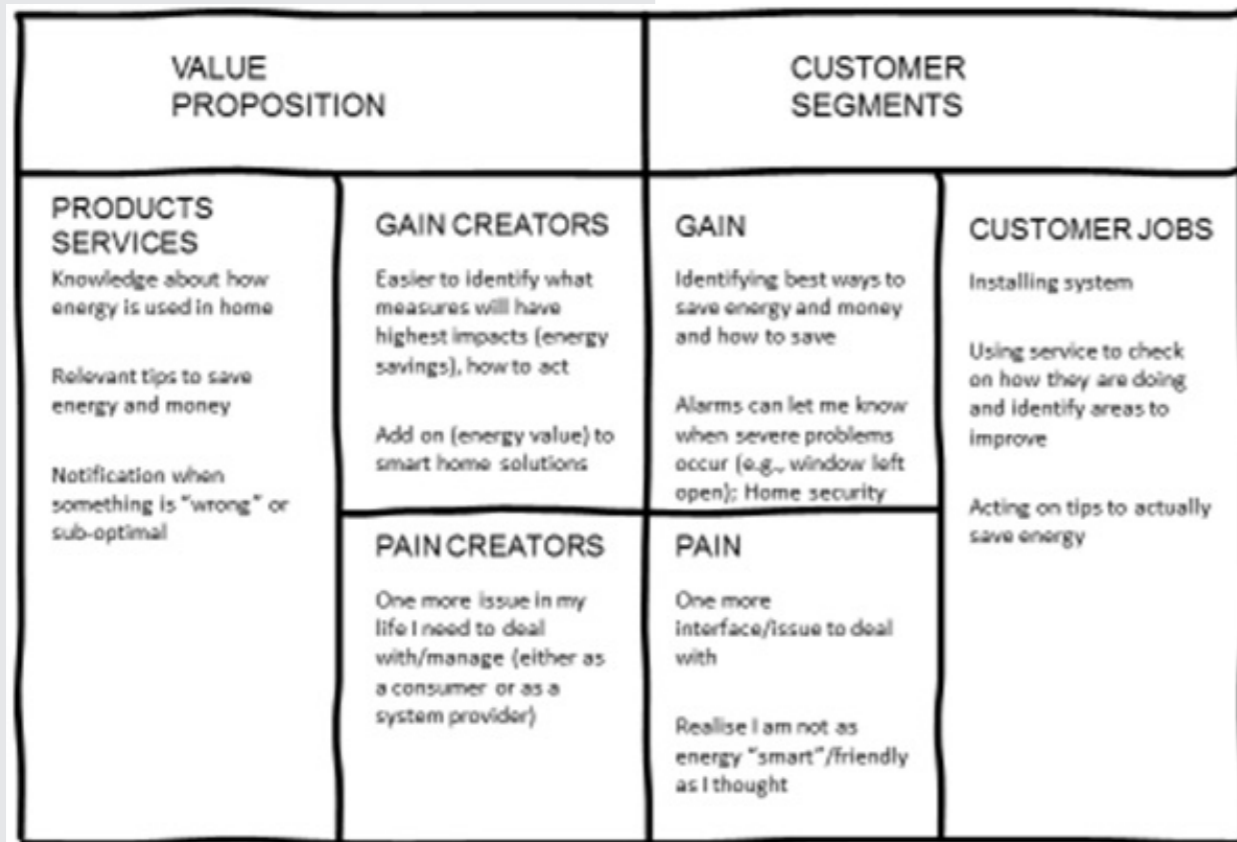 VALUE
PROPOSITION
CUSTOMER
SEGMENTS
PRODUCTS
SERVICES
Knowledge about how
energy is used in home
Relevant tips to save
energy and money
Notification when
something is "wrong" or
sub-optimal
GAIN CREATORS
Easier to identify what
measures will have
highest impacts (energy
savings), how to act
Add on (energy value) to
smart home solutions
PAIN CREATORS
One more issue in my
life I need to deal
with/manage (either as
a consumer or as a
system provider)
GAIN
Identifying best ways to
save energy and money
and how to save
Alarms can let me know
when severe problems
occur (e.g., window left
open); Home security
PAIN
One more
interface/issue to deal
with
Realise I am not as
energy "smart"/friendly
as I thought
CUSTOMER JOBS
Installing system
Using service to check
on how they are doing
and identify areas to
improve
Acting on tips to actually
save energy